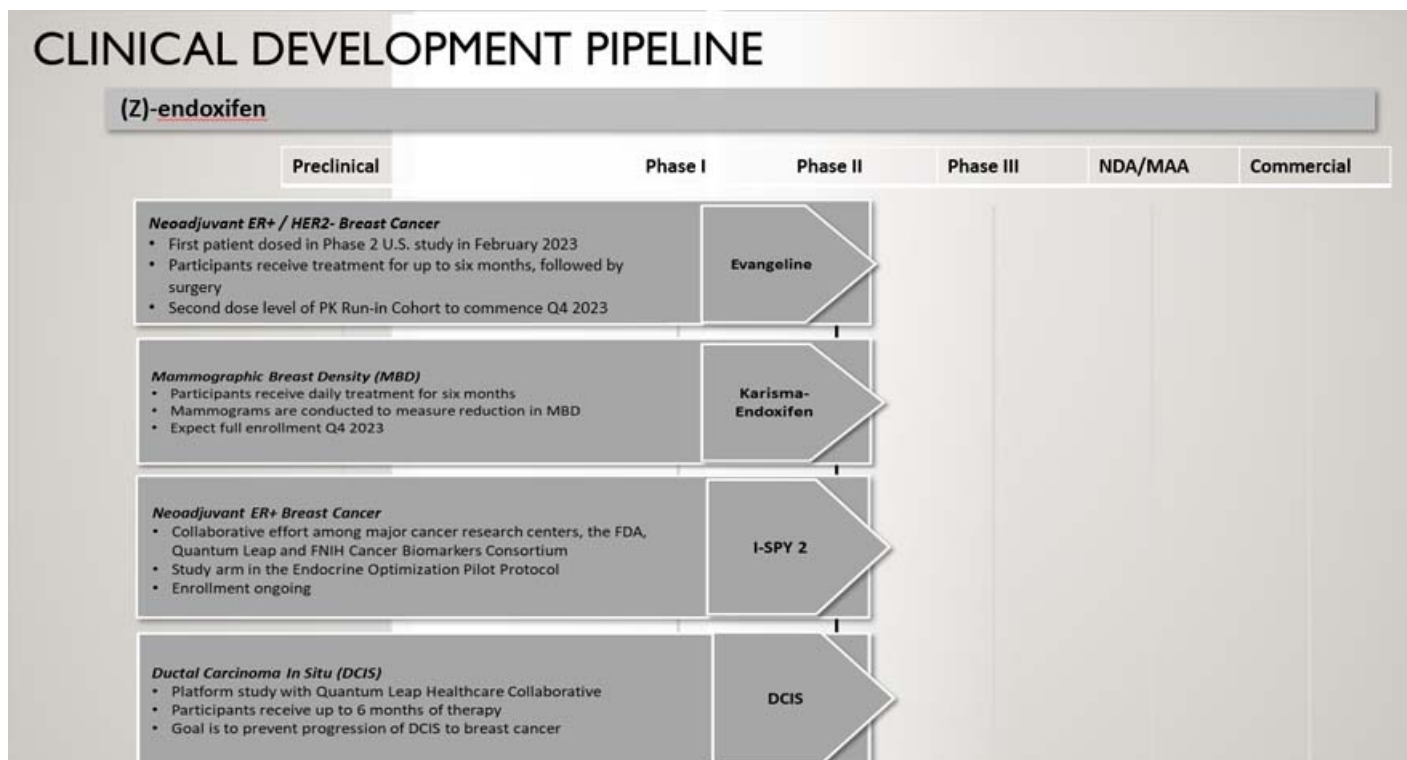 CLINICAL DEVELOPMENT PIPELINE
(Z)-endoxifen
Preclinical Phase I Phase II Phase III NDA/MAA Commercial
Neoadjuvant ER+ / HER2- Breast Cancer
• First patient dosed in Phase 2 U.S. study in February 2023
• Participants receive treatment for up to six months, followed by
surgery
• Second dose level of PK Run-in Cohort to commence Q4 2023
Evangeline
Mammographic Breast Density (MBD)
• Participants receive daily treatment for six months
• Mammograms are conducted to measure reduction in MBD
• Expect full enrollment Q4 2023
Karisma-
Endoxifen
Neoadjuvant ER+ Breast Cancer
• Collaborative effort among major cancer research centers, the FDA,
Quantum Leap and FNIH Cancer Biomarkers Consortium
• Study arm in the Endocrine Optimization Pilot Protocol
• Enrollment ongoing
I-SPY 2
Ductal Carcinoma In Situ (DCIS)
• Platform study with Quantum Leap Healthcare Collaborative
• Participants receive up to 6 months of therapy
• Goal is to prevent progression of DCIS to breast cancer
DCIS